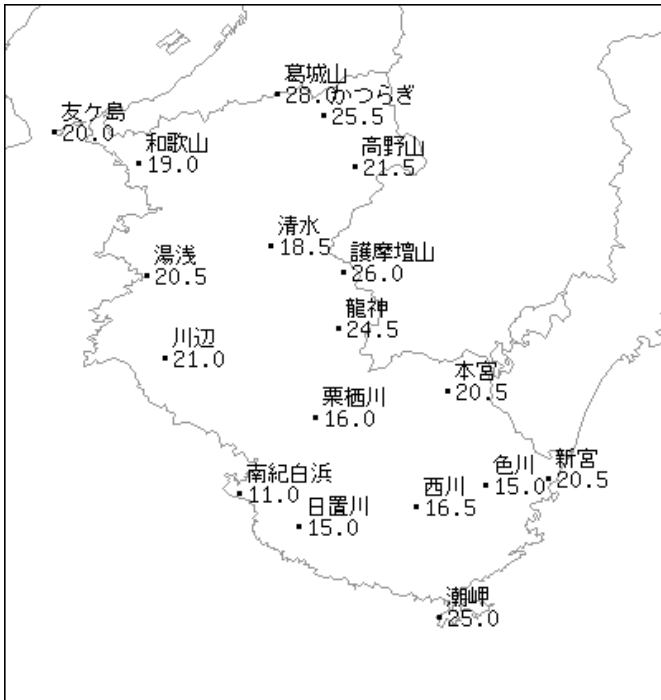 葛城山
28.0
かつらぎ
25.5
友ケ島
20.0
和歌山
19.0
高野山
21.5
清水
18.5
湯浅
20.5
護摩壇山
26.0
龍神
24.5
川辺
21.0
本宮
20.5
栗栖川
16.0
南紀白浜
11.0
日置川
15.0
西川
16.5
色川
15.0
新宮
20.5
潮岬
25.0